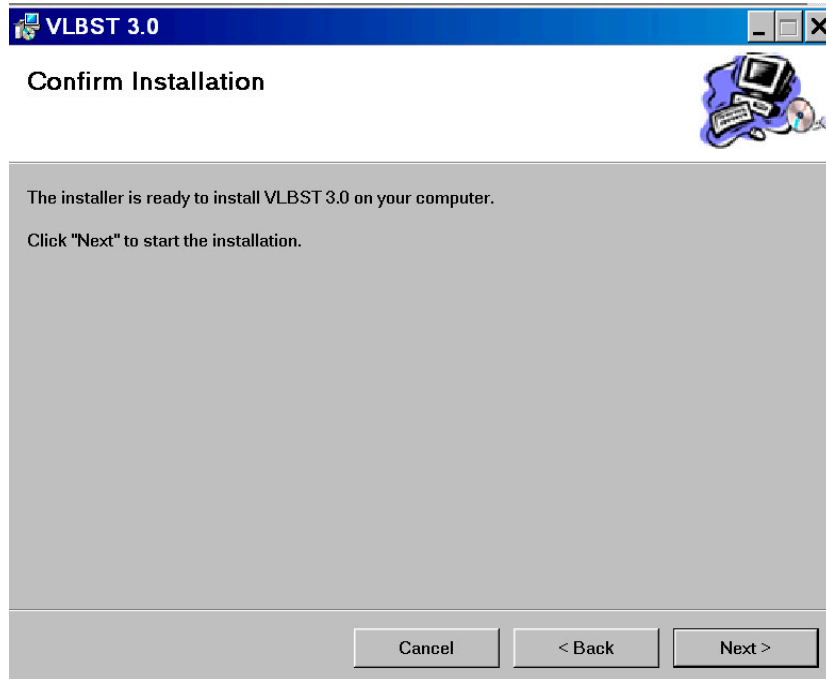 VLBST 3.0
Confirm Installation
The installer is ready to install VLBST 3.0 on your computer.
Click "Next" to start the installation.
Cancel
< Back
Next >